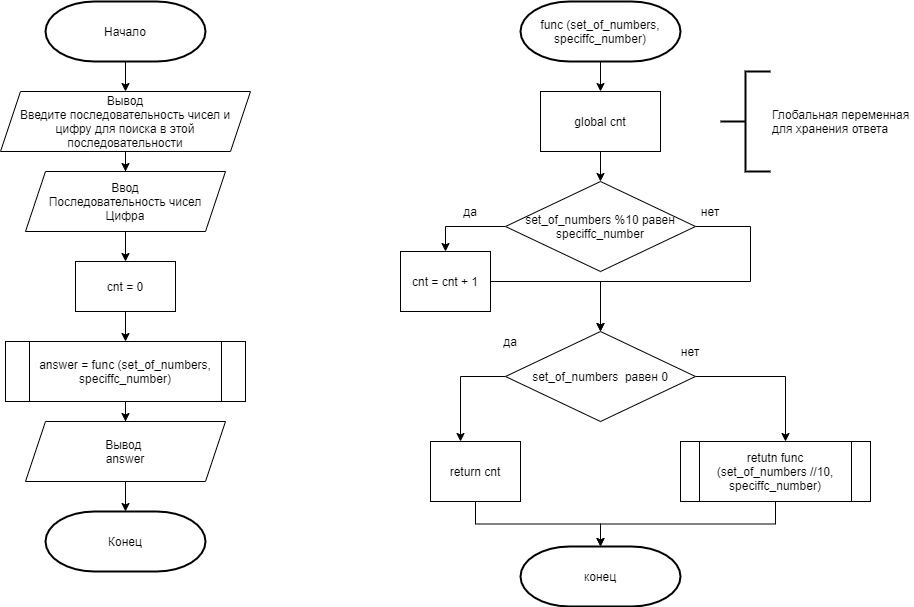 Начало
Вывод
Введите последовательность чисел и
цифру для поиска в этой
последовательности
Ввод
Последовательность чисел
Цифра
cnt = 0
answer = func (set_of_numbers,
speciffc_number)
Вывод
answer
Конец
func (set_of_numbers,
speciffc_number)
global cnt
Глобальная переменная
для хранения ответа
да
нет
set_of_numbers %10 равен
speciffc_number
cnt = cnt + 1
да
нет
set_of_numbers равен 0
return cnt
retutn func
(set_of_numbers //10,
speciffc_number)
конец